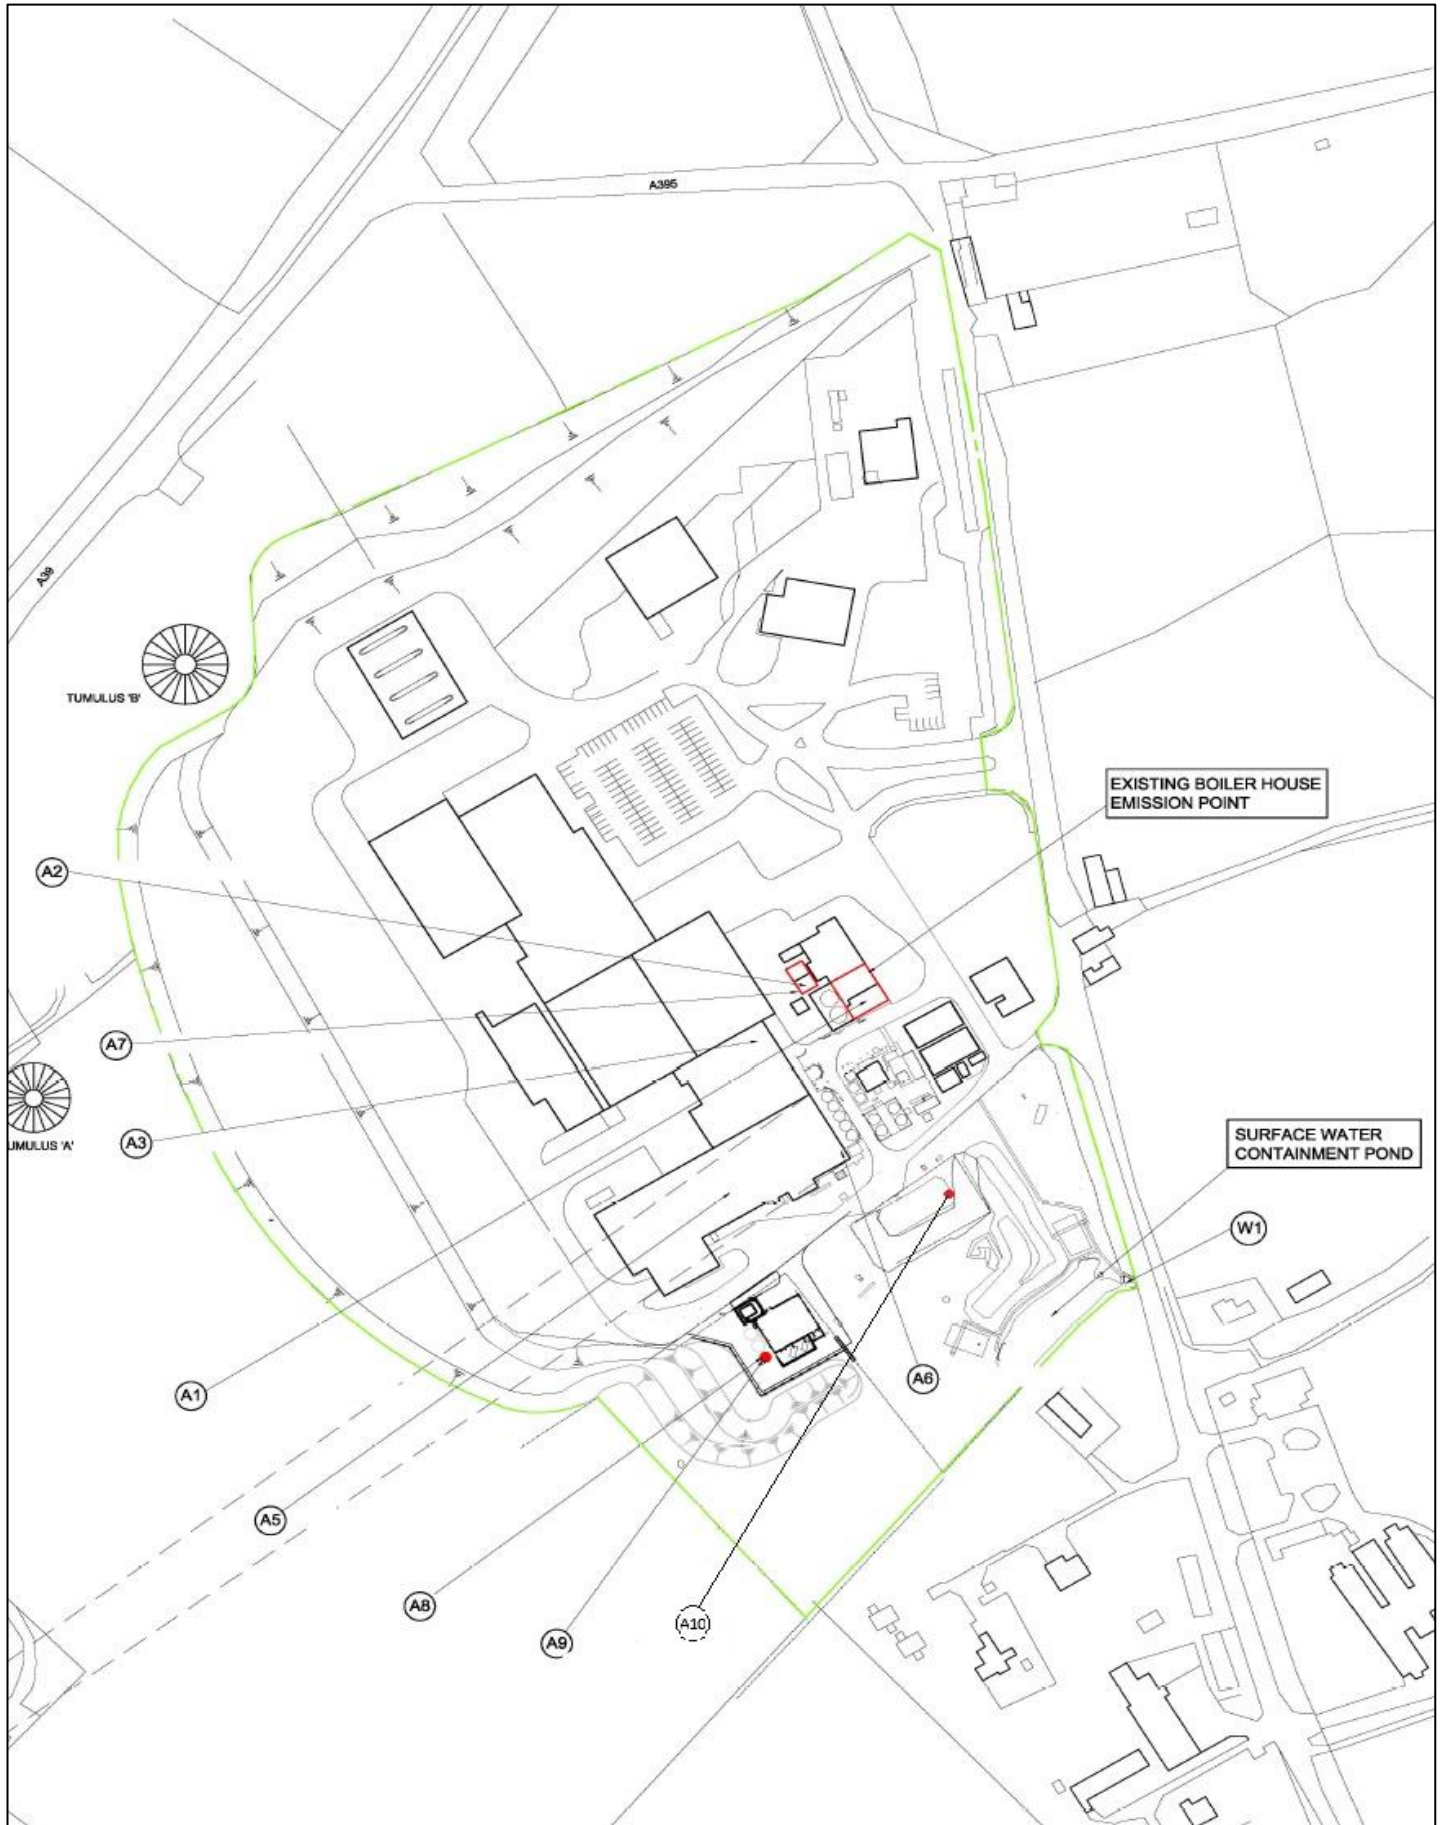 A395
A39
TUMULUS 'B'
EXISTING BOILER HOUSE
EMISSION POINT
A2
A7
A3
UMULUS 'A'
SURFACE WATER
CONTAINMENT POND
W1
A1
A6
A5
A8
A9
A10